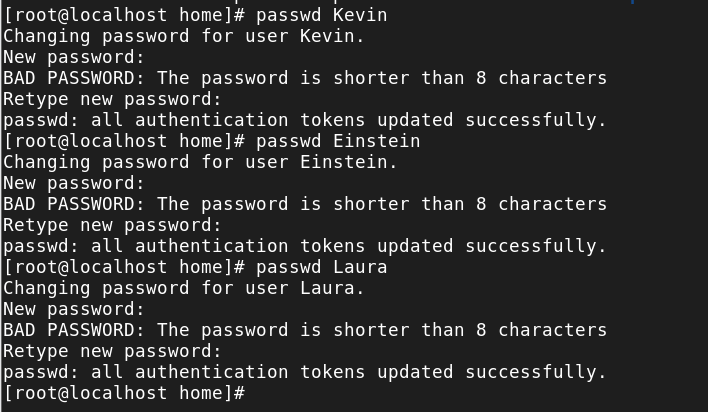 [root@localhost home]# passwd Kevin
Changing password for user Kevin.
New password:
BAD PASSWORD: The password is shorter than 8 characters
Retype new password:
passwd: all authentication tokens updated successfully.
[root@localhost home]# passwd Einstein
Changing password for user Einstein.
New password:
BAD PASSWORD: The password is shorter than 8 characters
Retype new password:
passwd: all authentication tokens updated successfully.
[root@localhost home]# passwd Laura
Changing password for user Laura.
New password:
BAD PASSWORD: The password is shorter than 8 characters
Retype new password:
passwd: all authentication tokens updated successfully.
[root@localhost home]#